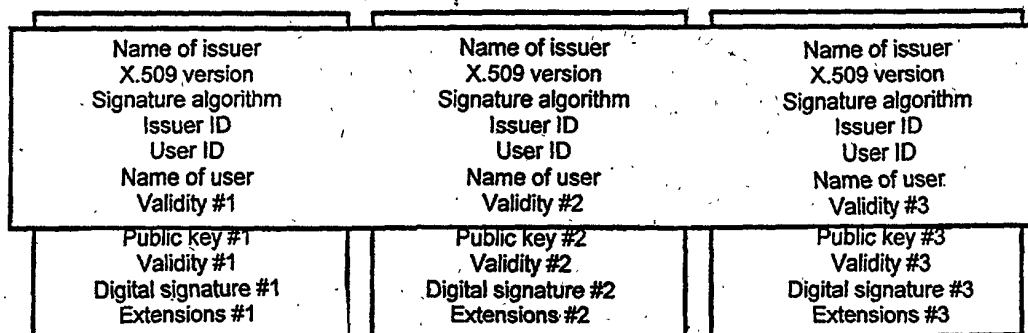 Name of issuer
X.509 version
Signature algorithm
Issuer ID
User ID
Name of user
Validity #1
Public key #1
Validity #1
Digital signature #1
Extensions #1
Name of issuer
X.509 version
Signature algorithm
Issuer ID
User ID
Name of user
Validity #2
Public key #2
Validity #2
Digital signature #2
Extensions #2
Name of issuer
X.509 version
Signature algorithm
Issuer ID
User ID
Name of user
Validity #3
Public key #3
Validity #3
Digital signature #3
Extensions #3